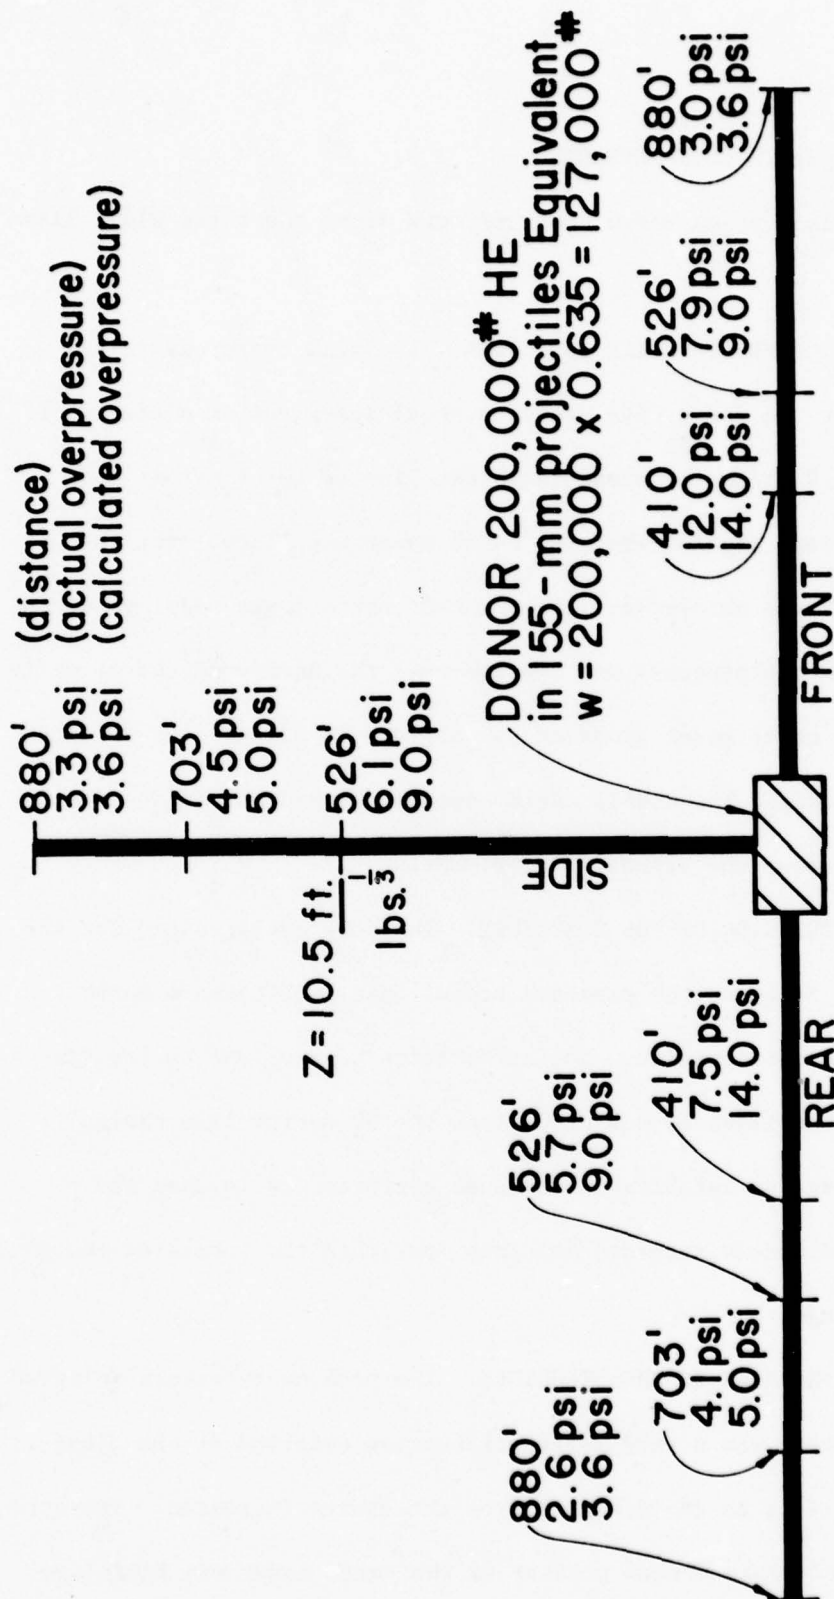 880' (distance)
3.3 psi (actual overpressure)
3.6 psi (calculated overpressure)
703'
4.5 psi
5.0 psi
526'
6.1 psi
9.0 psi
Z = 10.5 ft.
lbs. 1/3
SIDE
DONOR 200,000# HE
in 155-mm projectiles Equivalent
w = 200,000 x 0.635 = 127,000#
880'
2.6 psi
3.6 psi
703'
4.1 psi
5.0 psi
526'
5.7 psi
9.0 psi
410'
7.5 psi
14.0 psi
REAR
410'
12.0 psi
14.0 psi
526'
7.9 psi
9.0 psi
880'
3.0 psi
3.6 psi
FRONT